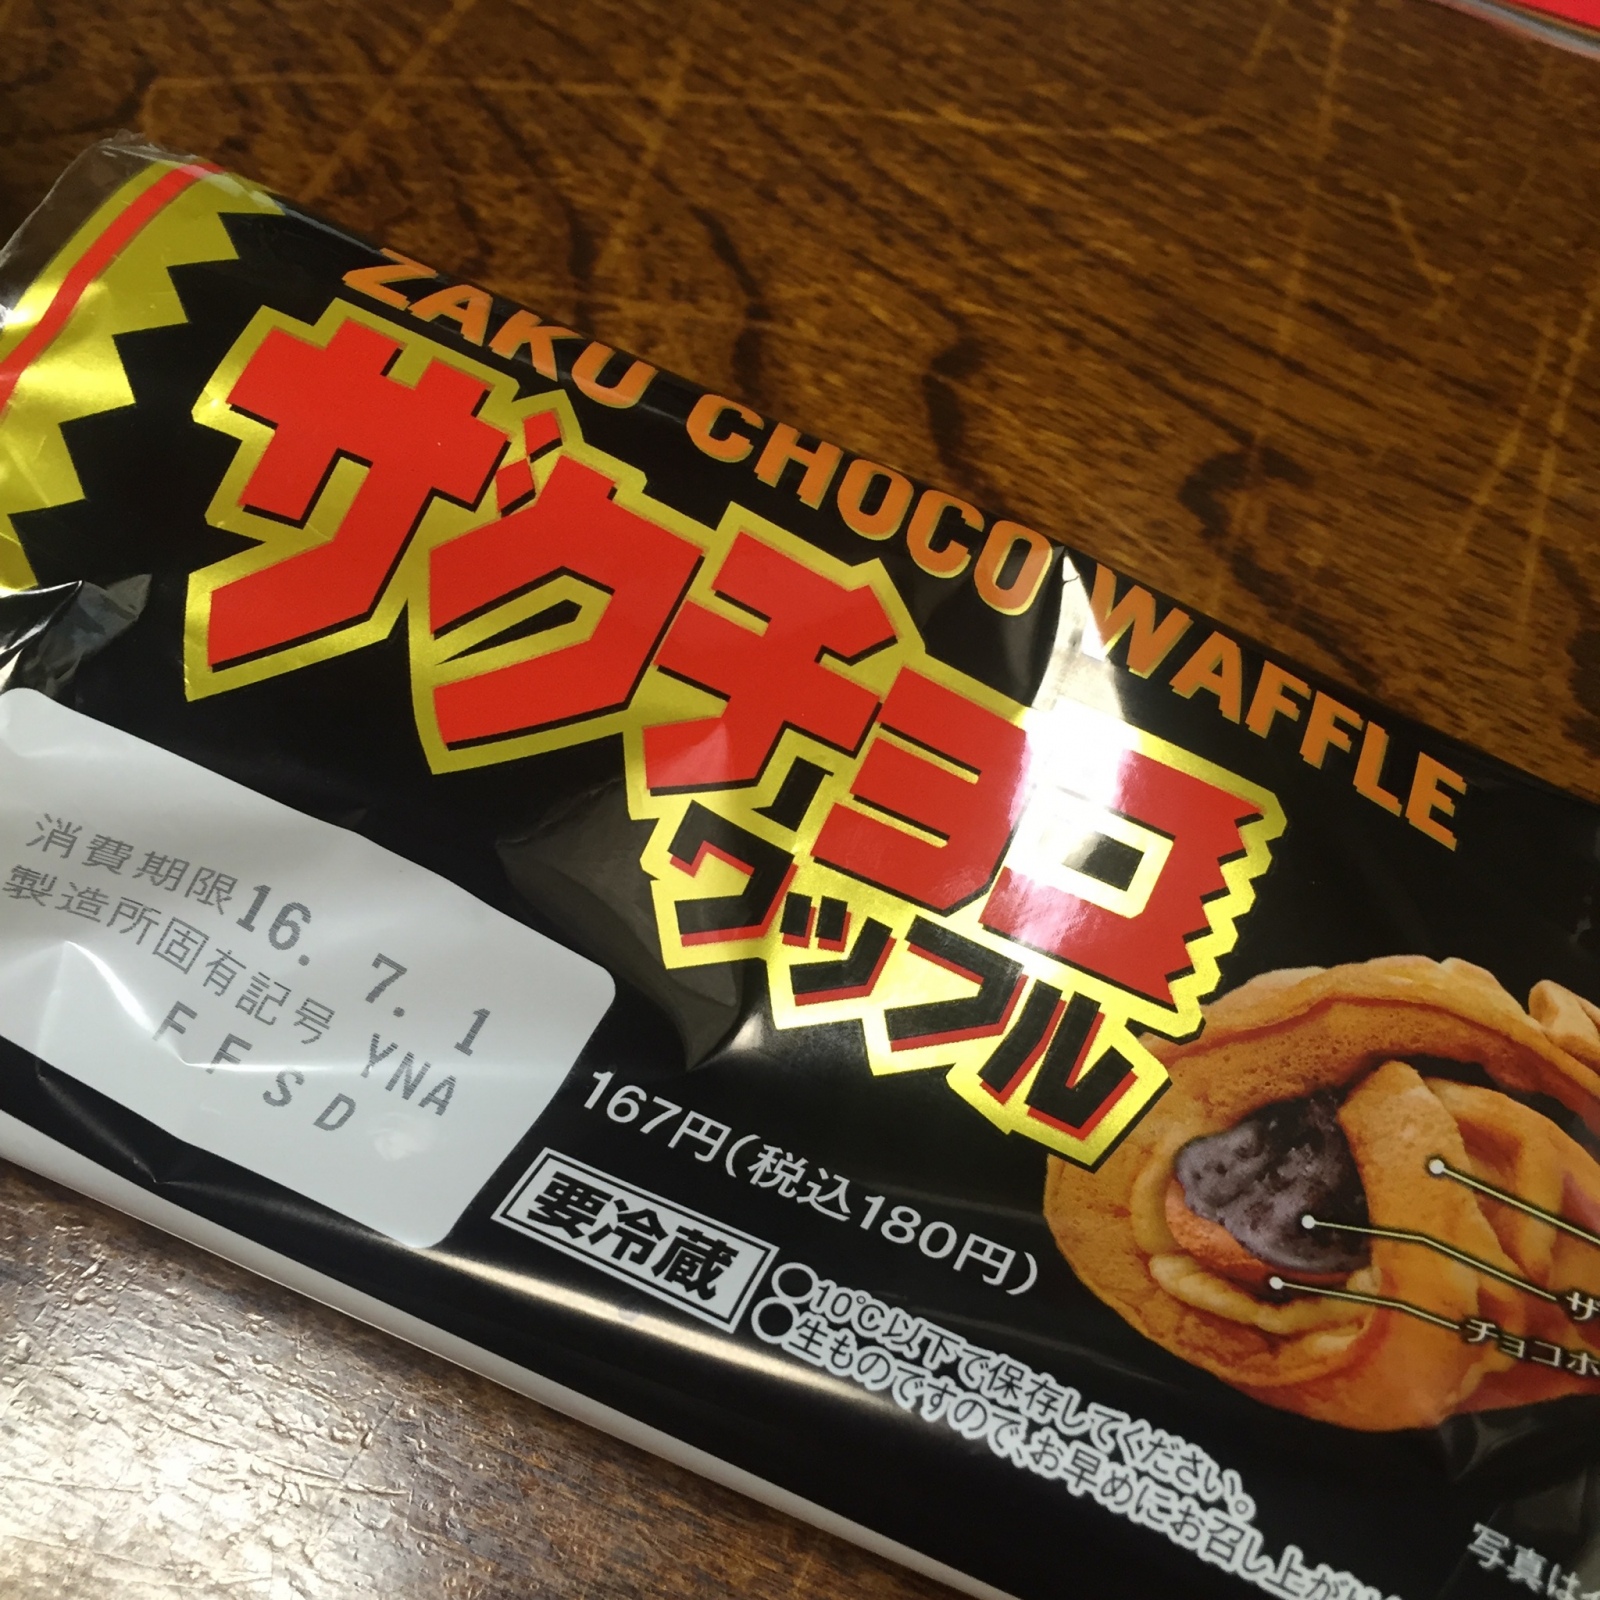 ZAKU CHOCO WAFFLE
ザクチョコ
ワッフル
消費期限16. 7. 1
製造所固有記号 YNA
FFSD
167円(税込180円)
要冷蔵
●10℃以下で保存してください。
●生ものですので、お早めにお召し上がり
ザ
チョコホ
写真は